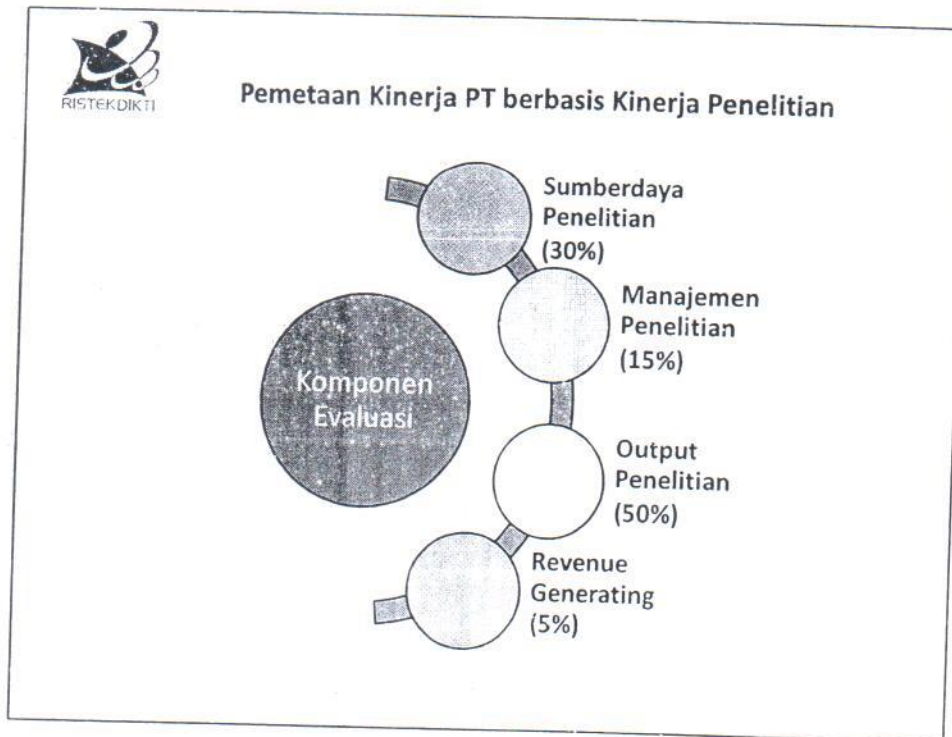 RISTEKDIKTI
Pemetaan Kinerja PT berbasis Kinerja Penelitian
Sumberdaya
Penelitian
(30%)
Manajemen
Penelitian
(15%)
Komponen
Evaluasi
Output
Penelitian
(50%)
Revenue
Generating
(5%)